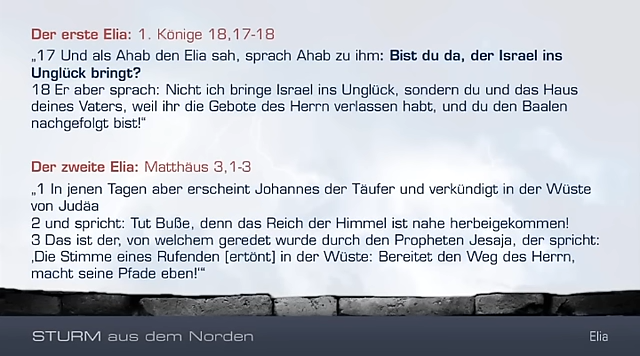 Der erste Elia: 1. Könige 18,17-18
„17 Und als Ahab den Elia sah, sprach Ahab zu ihm: Bist du da, der Israel ins
Unglück bringt?
18 Er aber sprach: Nicht ich bringe Israel ins Unglück, sondern du und das Haus
deines Vaters, weil ihr die Gebote des Herrn verlassen habt, und du den Baalen
nachgefolgt bist!“
Der zweite Elia: Matthäus 3,1-3
„1 In jenen Tagen aber erscheint Johannes der Täufer und verkündigt in der Wüste
von Judäa
2 und spricht: Tut Buße, denn das Reich der Himmel ist nahe herbeigekommen!
3 Das ist der, von welchem geredet wurde durch den Propheten Jesaja, der spricht:
‚Die Stimme eines Rufenden [ertönt] in der Wüste: Bereitet den Weg des Herrn,
macht seine Pfade eben!‘“
STURM aus dem Norden
Elia